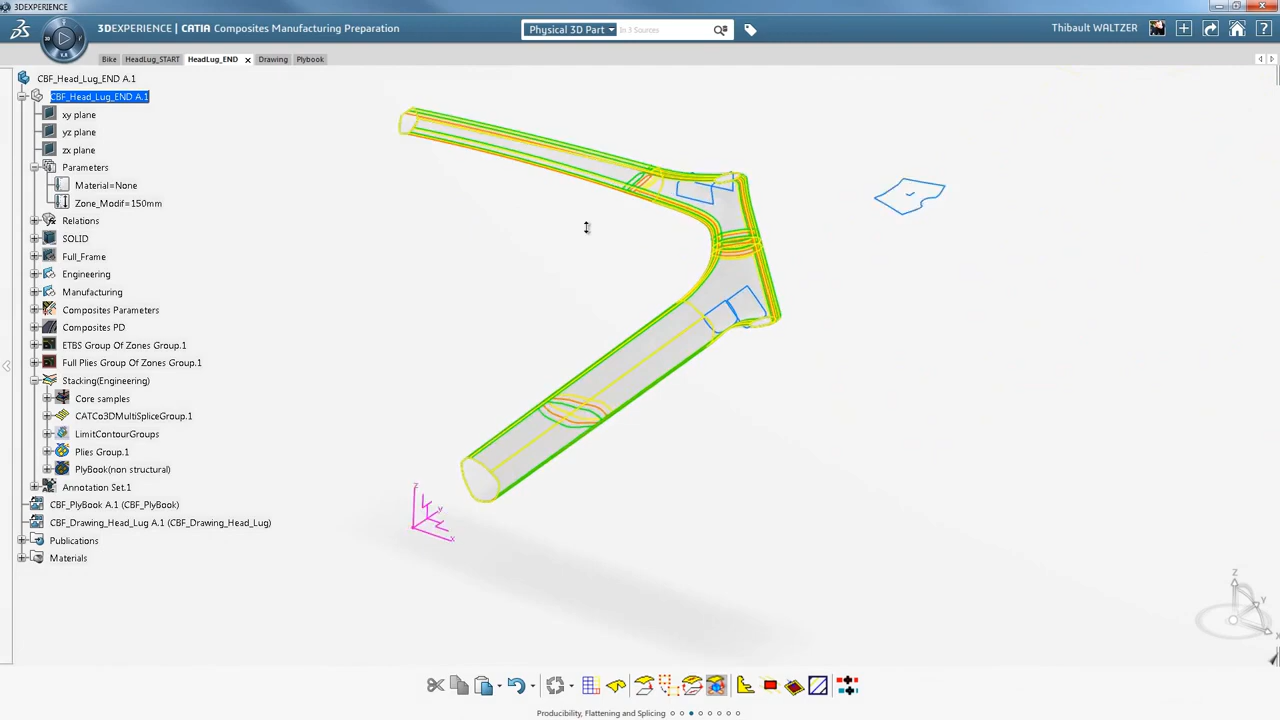 3DEXPERIENCE
3DEXPERIENCE | CATIA Composites Manufacturing Preparation
Physical 3D Part
In 3 Sources
Thibault WALTZER
Bike
HeadLug_START
HeadLug_END
Drawing
Plybook
CBF_Head_Lug_END A.1
CBF_Head_Lug_END A.1
xy plane
yz plane
zx plane
Parameters
Material=None
Zone_Modif=150mm
Relations
SOLID
Full_Frame
Engineering
Manufacturing
Composites Parameters
Composites PD
ETBS Group Of Zones Group.1
Full Plies Group Of Zones Group.1
Stacking(Engineering)
Core samples
CATCo3DMultiSpliceGroup.1
LimitContourGroups
Plies Group.1
PlyBook(non structural)
Annotation Set.1
CBF_PlyBook A.1 (CBF_PlyBook)
CBF_Drawing_Head_Lug A.1 (CBF_Drawing_Head_Lug)
Publications
Materials
z
y
x
Z
Y
X
Producibility, Flattening and Splicing